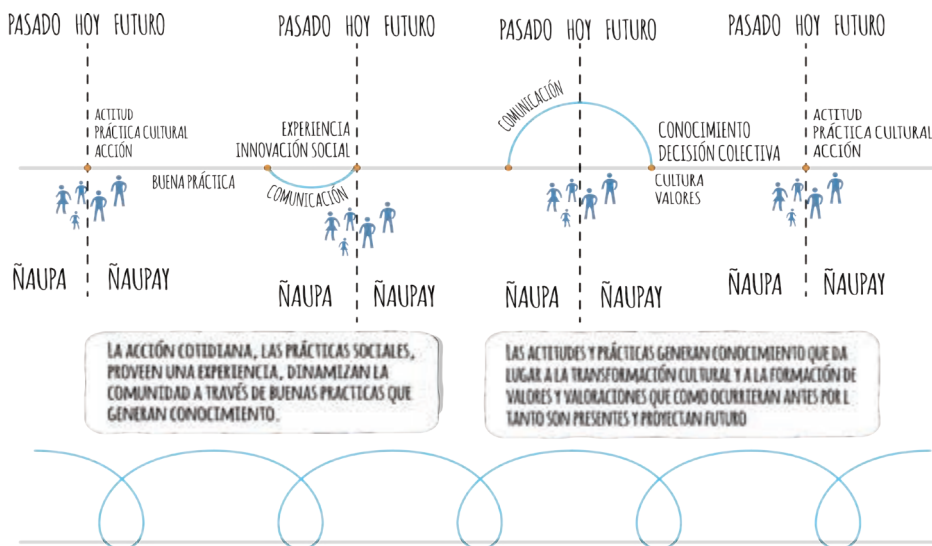 PASADO HOY FUTURO
PASADO HOY FUTURO
PASADO HOY FUTURO
PASADO HOY FUTURO
ACTITUD
PRÁCTICA CULTURAL
ACCIÓN
BUENA PRÁCTICA
EXPERIENCIA
INNOVACIÓN SOCIAL
COMUNICACIÓN
COMUNICACIÓN
CONOCIMIENTO
DECISIÓN COLECTIVA
CULTURA
VALORES
ACTITUD
PRÁCTICA CULTURAL
ACCIÓN
ÑAUPA ÑAUPAY
ÑAUPA ÑAUPAY
ÑAUPA ÑAUPAY
ÑAUPA ÑAUPAY
LA ACCIÓN COTIDIANA, LAS PRÁCTICAS SOCIALES,
PROVEEN UNA EXPERIENCIA, DINAMIZAN LA
COMUNIDAD A TRAVÉS DE BUENAS PRACTICAS QUE
GENERAN CONOCIMIENTO.
LAS ACTITUDES Y PRÁCTICAS GENERAN CONOCIMIENTO QUE DA
LUGAR A LA TRANSFORMACIÓN CULTURAL Y A LA FORMACIÓN DE
VALORES Y VALORACIONES QUE COMO OCURRIERAN ANTES POR L
TANTO SON PRESENTES Y PROYECTAN FUTURO